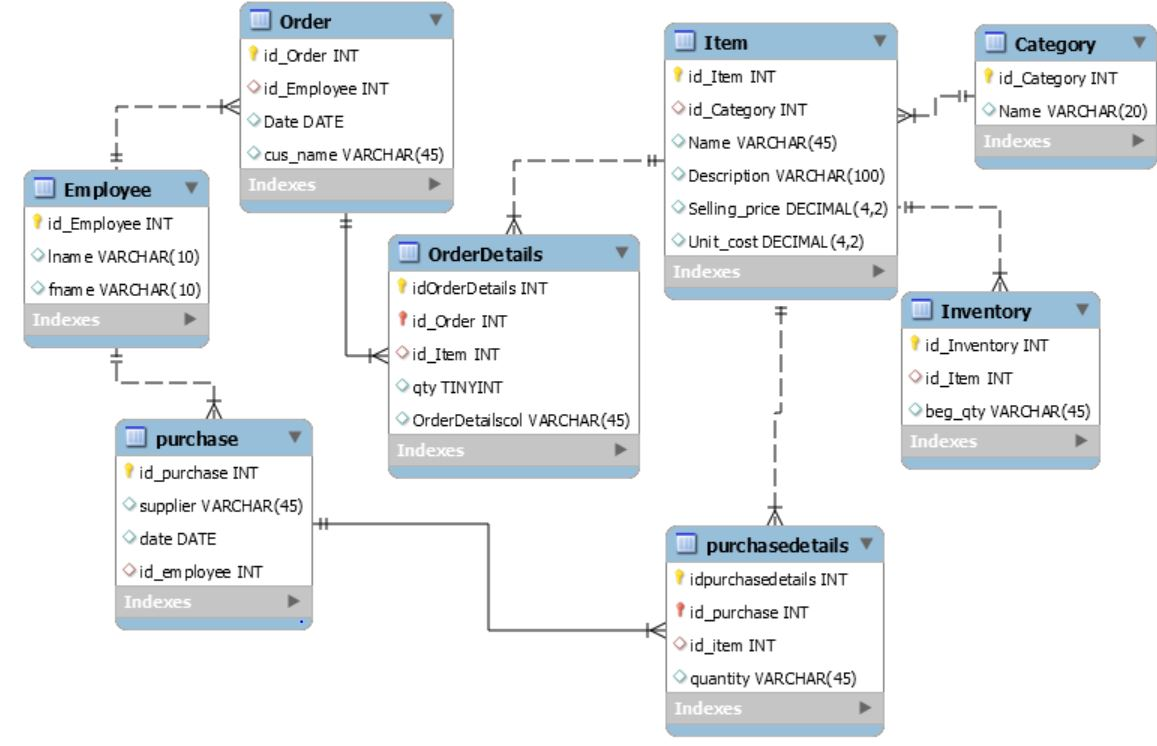 Order
id_Order INT
id_Employee INT
Date DATE
cus_name VARCHAR(45)
Indexes
Employee
id_Employee INT
lname VARCHAR(10)
fname VARCHAR(10)
Indexes
OrderDetails
idOrderDetails INT
id_Order INT
id_Item INT
qty TINYINT
OrderDetailscol VARCHAR(45)
Indexes
Item
id_Item INT
id_Category INT
Name VARCHAR(45)
Description VARCHAR(100)
Selling_price DECIMAL(4,2)
Unit_cost DECIMAL(4,2)
Indexes
Category
id_Category INT
Name VARCHAR(20)
Indexes
Inventory
id_Inventory INT
id_Item INT
beg_qty VARCHAR(45)
Indexes
purchase
id_purchase INT
supplier VARCHAR(45)
date DATE
id_employee INT
Indexes
purchasedetails
idpurchasedetails INT
id_purchase INT
id_item INT
quantity VARCHAR(45)
Indexes